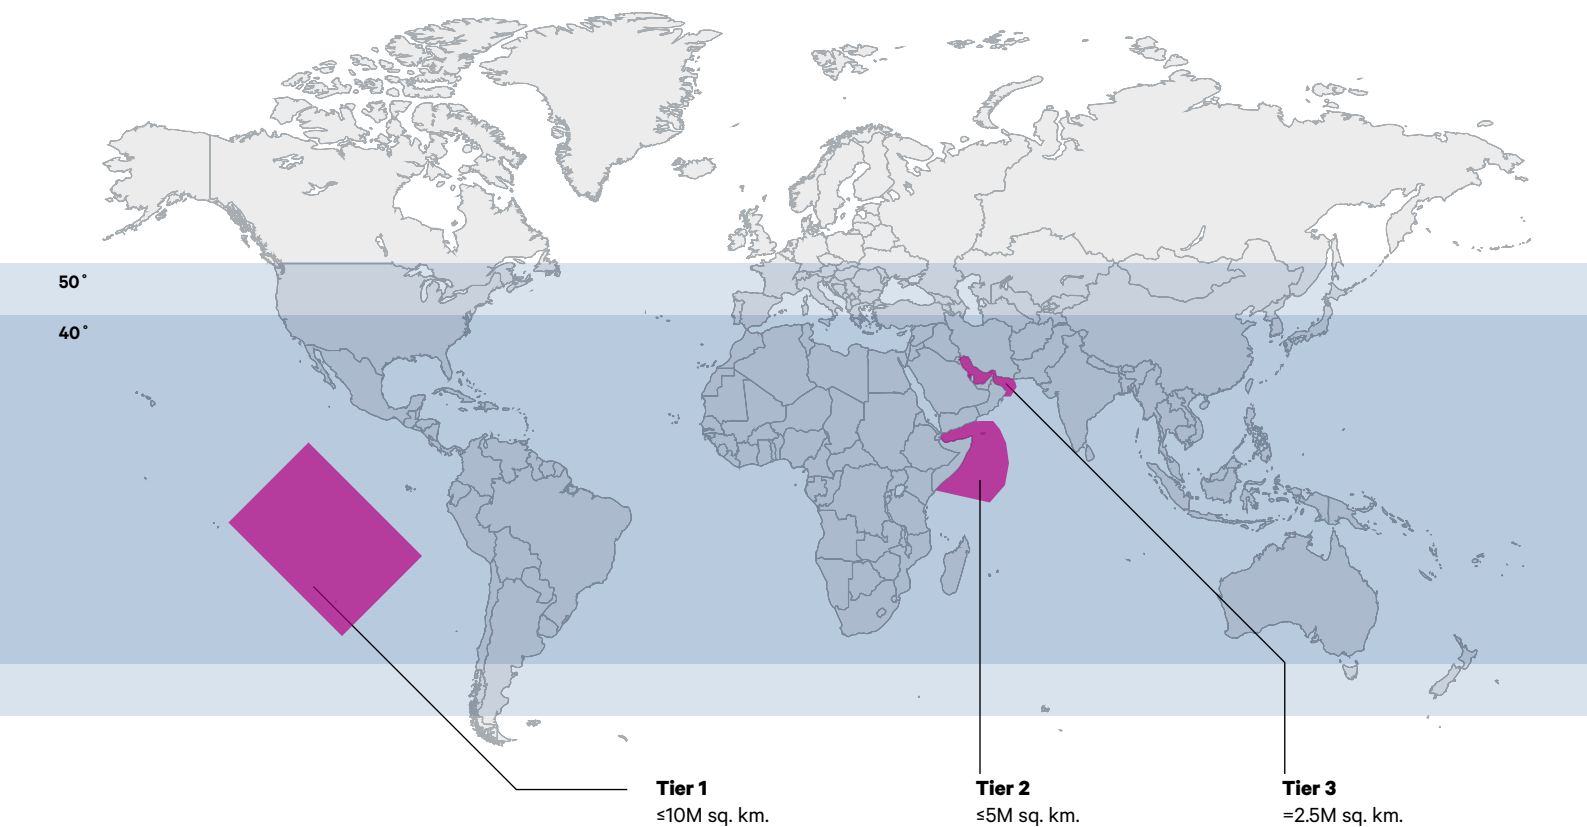 50°
40°
Tier 1
≤10M sq. km.
Tier 2
≤5M sq. km.
Tier 3
=2.5M sq. km.